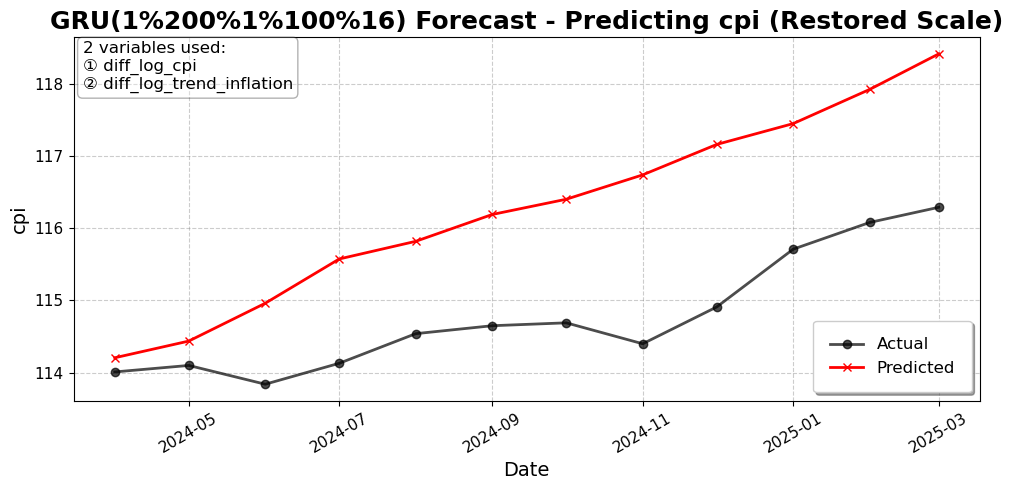 GRU(1%200%1%100%16) Forecast - Predicting cpi (Restored Scale)
2 variables used:
① diff_log_cpi
② diff_log_trend_inflation
118
117
116
115
114
cpi
Actual
Predicted
2024-05
2024-07
2024-09
2024-11
2025-01
2025-03
Date